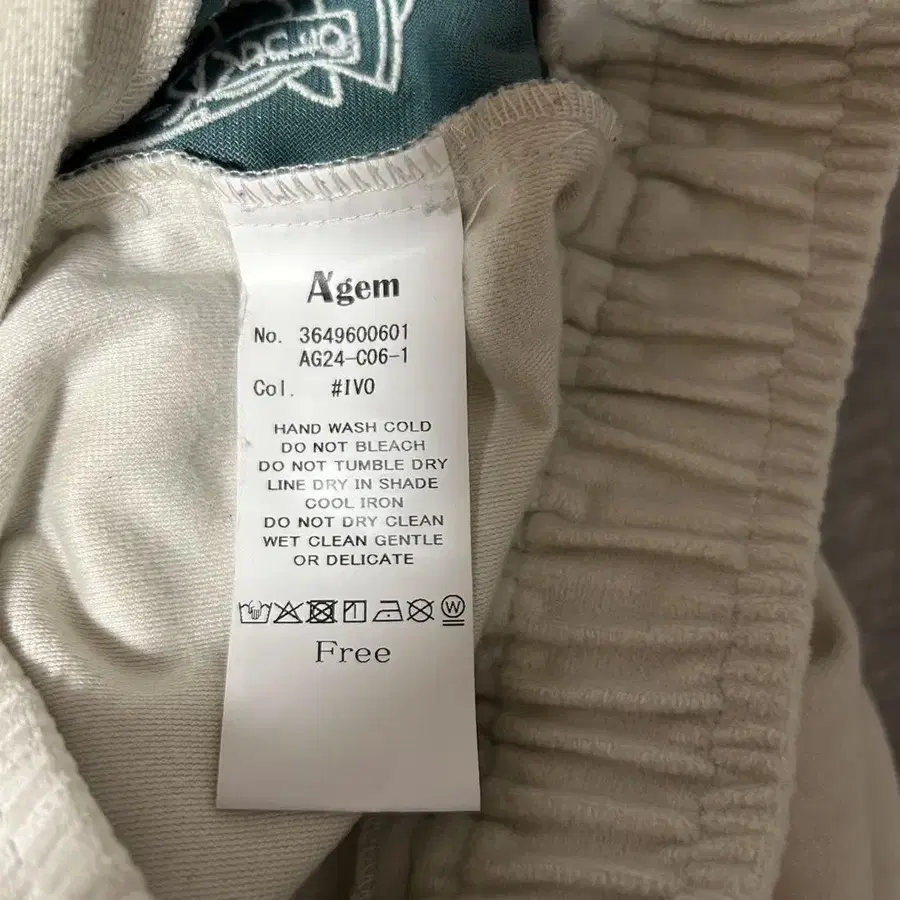 A'gem
No. 3649600601
AG24-C06-1
Col. #IVO
HAND WASH COLD
DO NOT BLEACH
DO NOT TUMBLE DRY
LINE DRY IN SHADE
COOL IRON
DO NOT DRY CLEAN
WET CLEAN GENTLE
OR DELICATE
W
Free